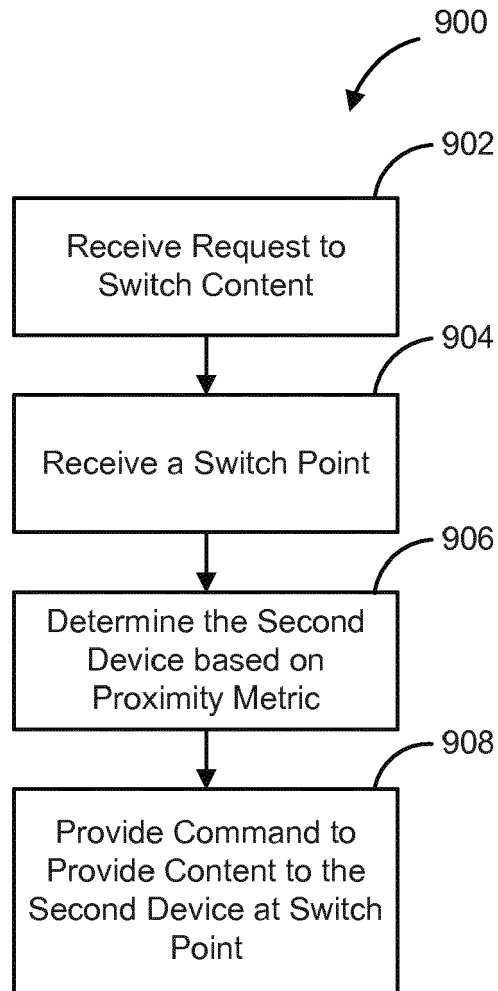 900
902
Receive Request to
Switch Content
904
Receive a Switch Point
906
Determine the Second
Device based on
Proximity Metric
908
Provide Command to
Provide Content to the
Second Device at Switch
Point